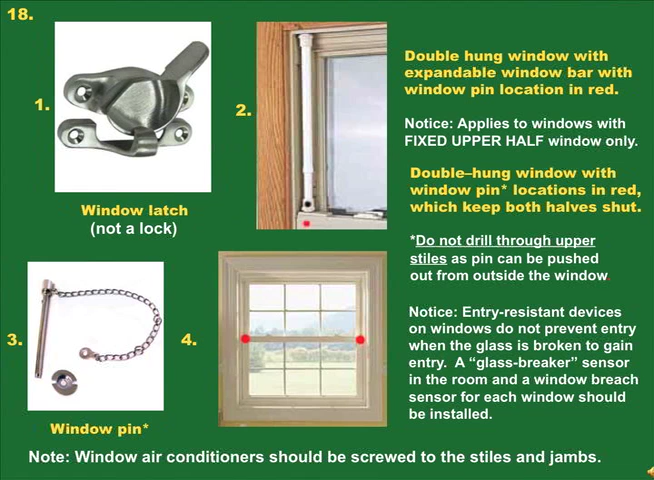 18.
1.
Window latch
(not a lock)
2.
Double hung window with
expandable window bar with
window pin location in red.
Notice: Applies to windows with
FIXED UPPER HALF window only.
Double–hung window with
window pin* locations in red,
which keep both halves shut.
*Do not drill through upper
stiles as pin can be pushed
out from outside the window.
3.
Window pin*
4.
Notice: Entry-resistant devices
on windows do not prevent entry
when the glass is broken to gain
entry. A “glass-breaker” sensor
in the room and a window breach
sensor for each window should
be installed.
Note: Window air conditioners should be screwed to the stiles and jambs.